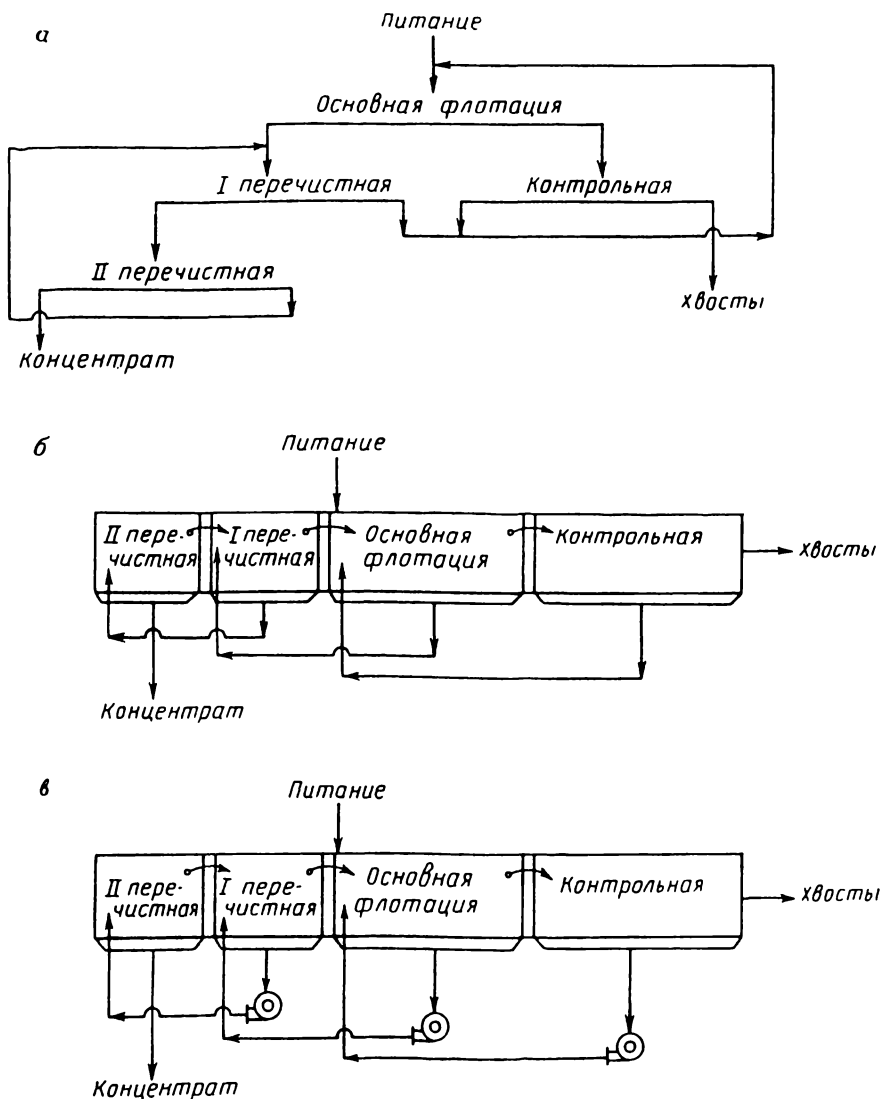 а
Питание
Основная флотация
I перечистная
Контрольная
II перечистная
Хвосты
Концентрат
б
Питание
II пере-
чистная
I пере-
чистная
Основная
флотация
Контрольная
Хвосты
Концентрат
в
Питание
II пере-
чистная
I пере-
чистная
Основная
флотация
Контрольная
Хвосты
Концентрат